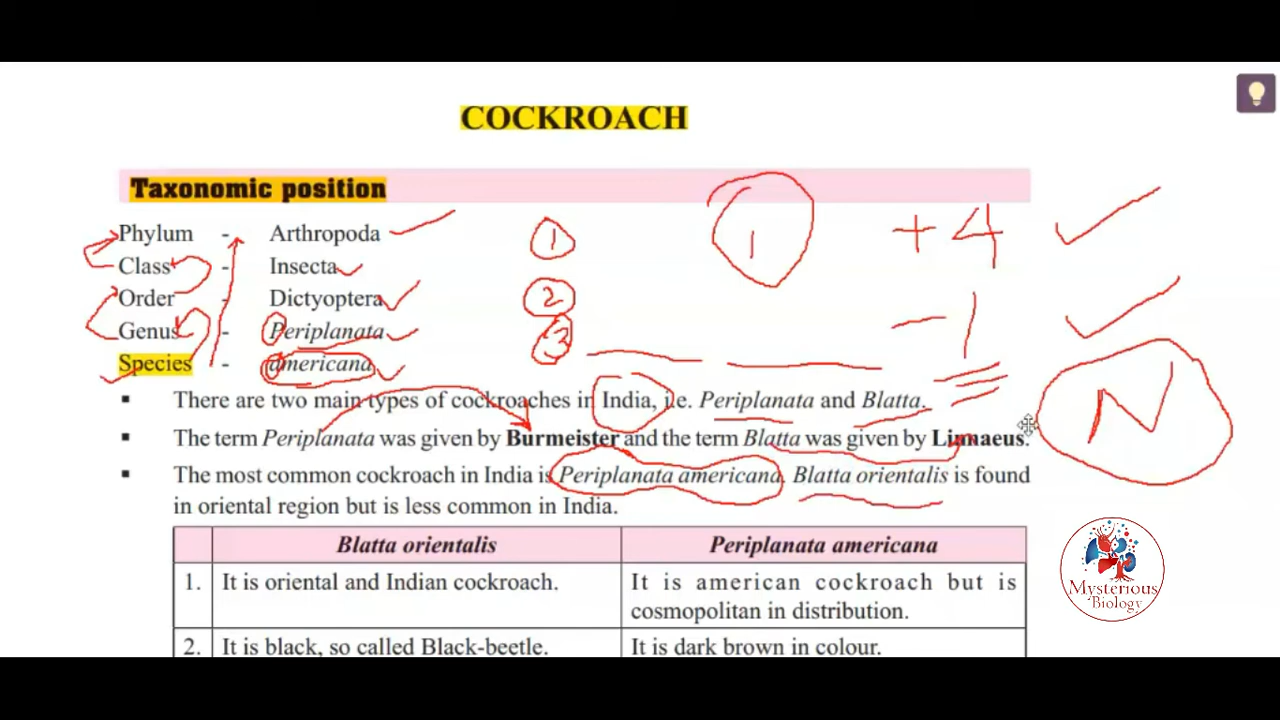 COCKROACH
Taxonomic position
Phylum - Arthropoda
Class - Insecta
Order - Dictyoptera
Genus - Periplanata
Species - americana
1
2
3
1
+4
-1
N
▪ There are two main types of cockroaches in India, i.e. Periplanata and Blatta.
▪ The term Periplanata was given by Burmeister and the term Blatta was given by Linnaeus.
▪ The most common cockroach in India is Periplanata americana. Blatta orientalis is found
in oriental region but is less common in India.
Blatta orientalis Periplanata americana
1. It is oriental and Indian cockroach. It is american cockroach but is
cosmopolitan in distribution.
2. It is black, so called Black-beetle. It is dark brown in colour.
Mysterious
Biology